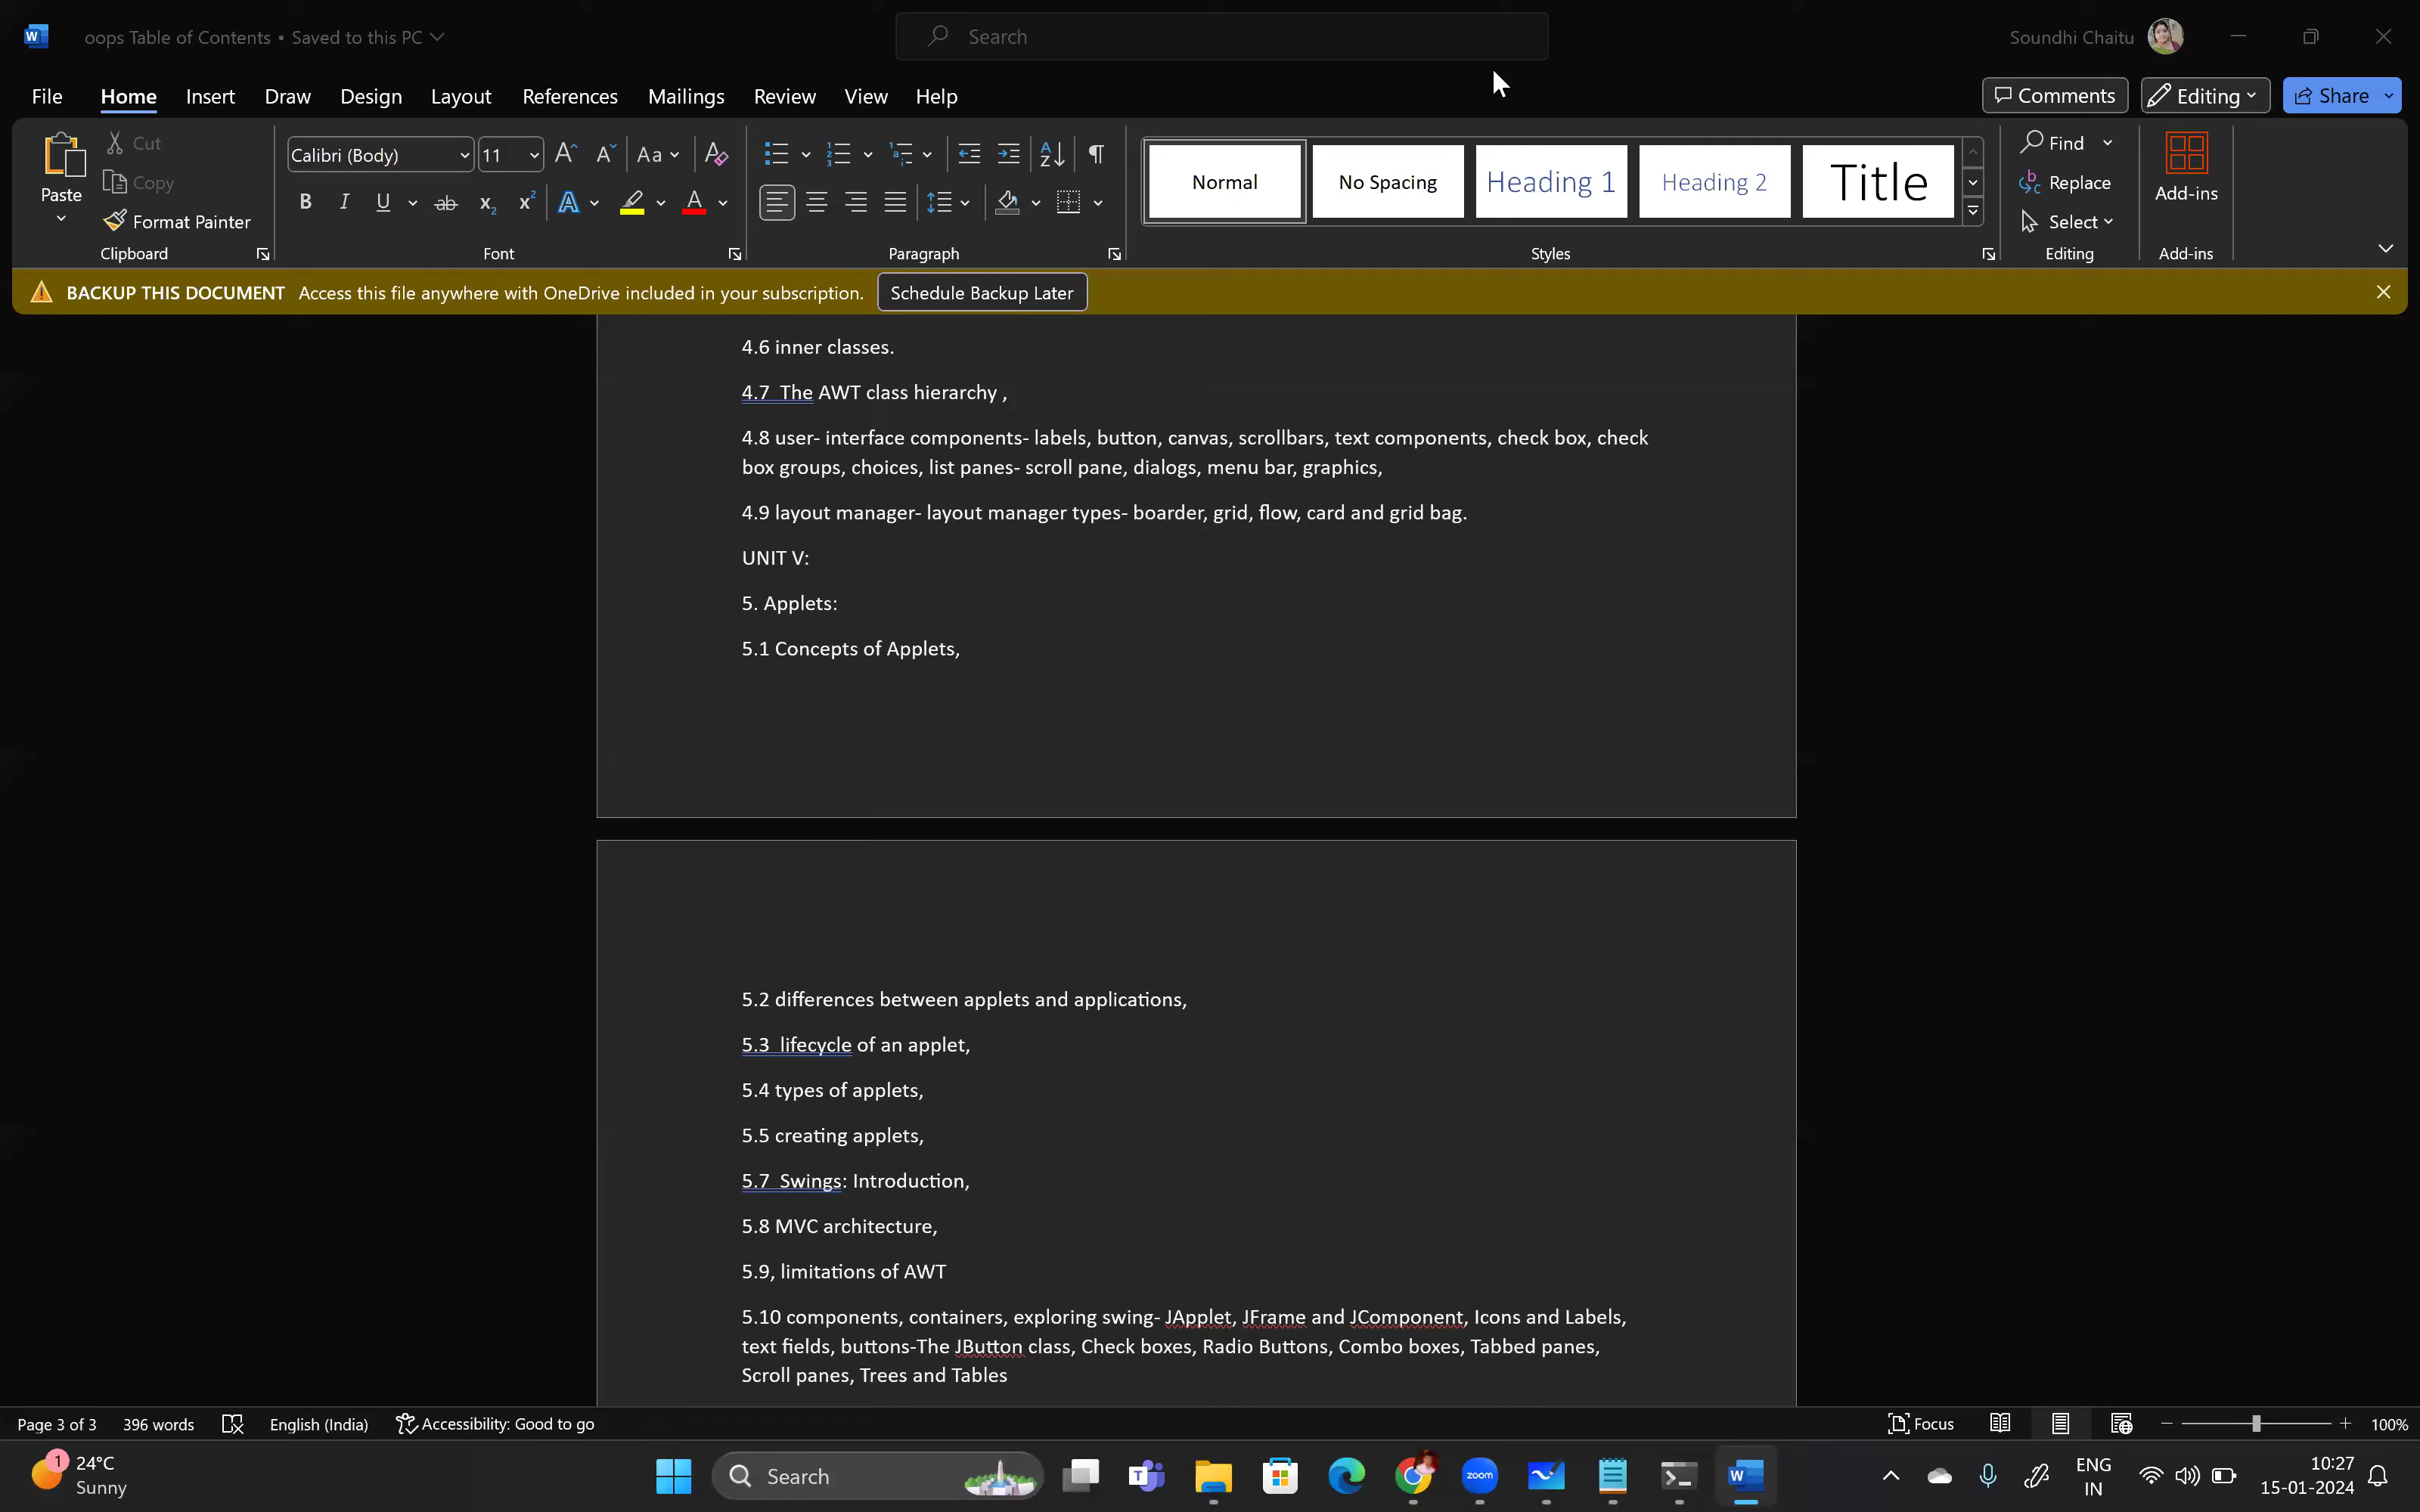 oops Table of Contents • Saved to this PC
Search
Soundhi Chaitu
File Home Insert Draw Design Layout References Mailings Review View Help
Comments Editing Share
Paste
Cut
Copy
Format Painter
Clipboard
Calibri (Body) 11
Font
Paragraph
Normal
No Spacing
Heading 1
Heading 2
Title
Styles
Find
Replace
Select
Editing
Add-ins
Add-ins
BACKUP THIS DOCUMENT Access this file anywhere with OneDrive included in your subscription. Schedule Backup Later
4.6 inner classes.
4.7 The AWT class hierarchy ,
4.8 user- interface components- labels, button, canvas, scrollbars, text components, check box, check
box groups, choices, list panes- scroll pane, dialogs, menu bar, graphics,
4.9 layout manager- layout manager types- boarder, grid, flow, card and grid bag.
UNIT V:
5. Applets:
5.1 Concepts of Applets,
5.2 differences between applets and applications,
5.3 lifecycle of an applet,
5.4 types of applets,
5.5 creating applets,
5.7 Swings: Introduction,
5.8 MVC architecture,
5.9, limitations of AWT
5.10 components, containers, exploring swing- JApplet, JFrame and JComponent, Icons and Labels,
text fields, buttons-The JButton class, Check boxes, Radio Buttons, Combo boxes, Tabbed panes,
Scroll panes, Trees and Tables
Page 3 of 3 396 words English (India) Accessibility: Good to go Focus 100%
1
24°C
Sunny
Search
zoom
ENG
IN
10:27
15-01-2024